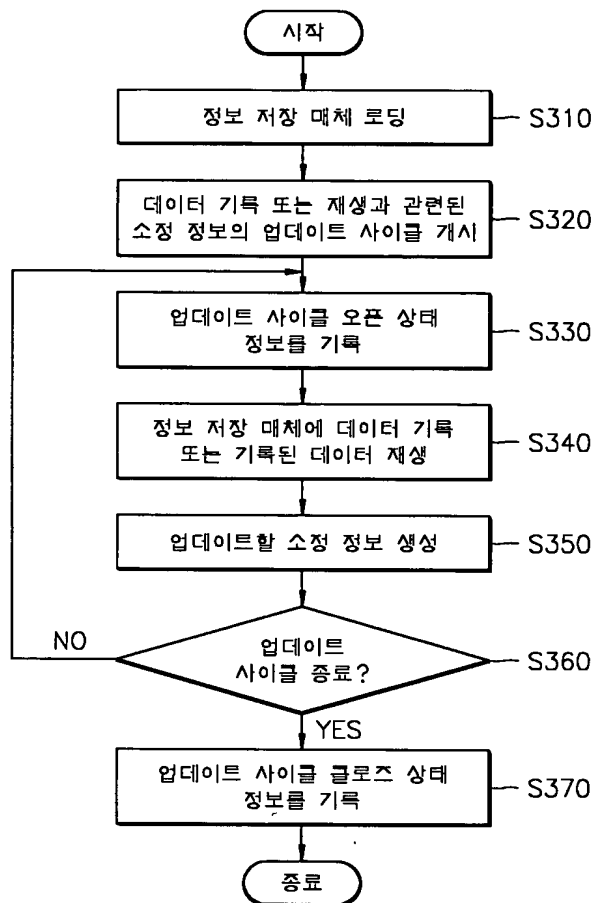 시작
정보 저장 매체 로딩
S310
데이터 기록 또는 재생과 관련된
소정 정보의 업데이트 사이클 개시
S320
업데이트 사이클 오픈 상태
정보를 기록
S330
정보 저장 매체에 데이터 기록
또는 기록된 데이터 재생
S340
업데이트할 소정 정보 생성
S350
업데이트
사이클 종료?
S360
NO
YES
업데이트 사이클 클로즈 상태
정보를 기록
S370
종료